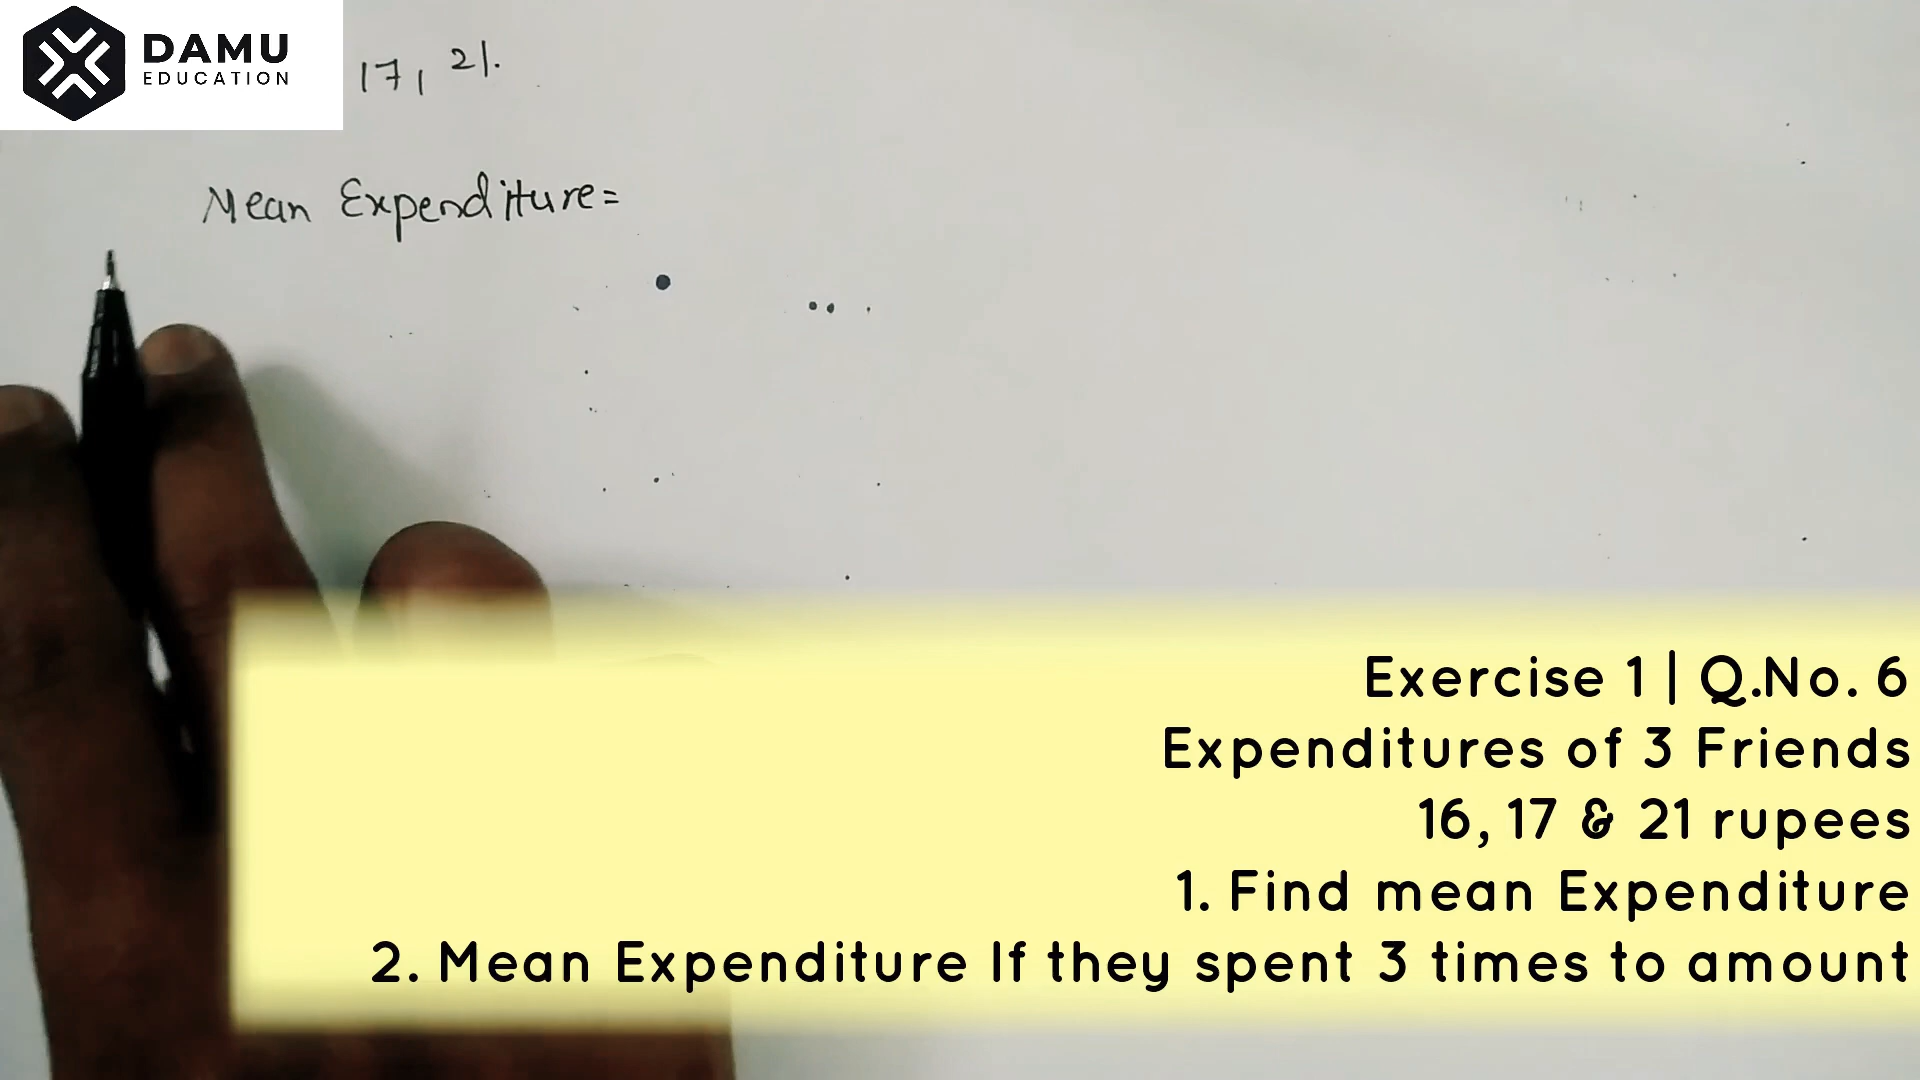 DAMU
EDUCATION
17, 21.
Mean Expenditure=
Exercise 1 | Q.No. 6
Expenditures of 3 Friends
16, 17 & 21 rupees
1. Find mean Expenditure
2. Mean Expenditure If they spent 3 times to amount